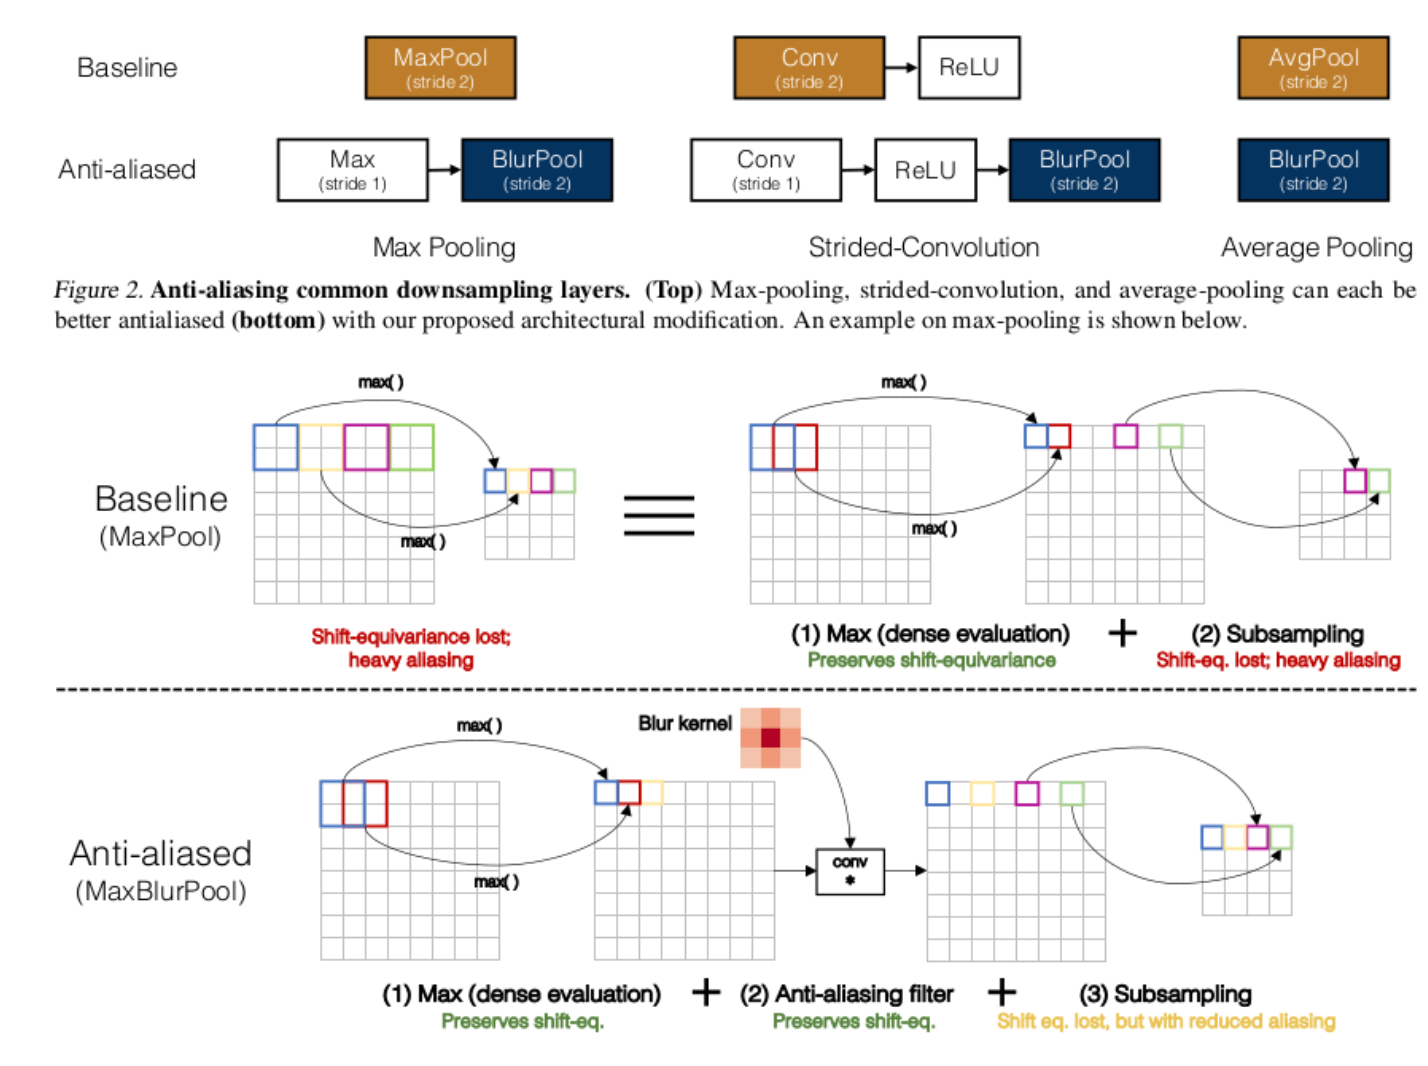 Baseline
MaxPool
(stride 2)
Conv
(stride 2)
ReLU
AvgPool
(stride 2)
Anti-aliased
Max
(stride 1)
BlurPool
(stride 2)
Conv
(stride 1)
ReLU
BlurPool
(stride 2)
BlurPool
(stride 2)
Max Pooling
Strided-Convolution
Average Pooling
Figure 2. Anti-aliasing common downsampling layers. (Top) Max-pooling, strided-convolution, and average-pooling can each be
better antialiased (bottom) with our proposed architectural modification. An example on max-pooling is shown below.
max( )
max( )
Baseline
(MaxPool)
max( )
max( )
Shift-equivariance lost;
heavy aliasing
(1) Max (dense evaluation)
Preserves shift-equivariance
+
(2) Subsampling
Shift-eq. lost; heavy aliasing
max( )
Blur kernel
Anti-aliased
(MaxBlurPool)
max( )
conv
*
(1) Max (dense evaluation)
Preserves shift-eq.
+
(2) Anti-aliasing filter
Preserves shift-eq.
+
(3) Subsampling
Shift eq. lost, but with reduced aliasing